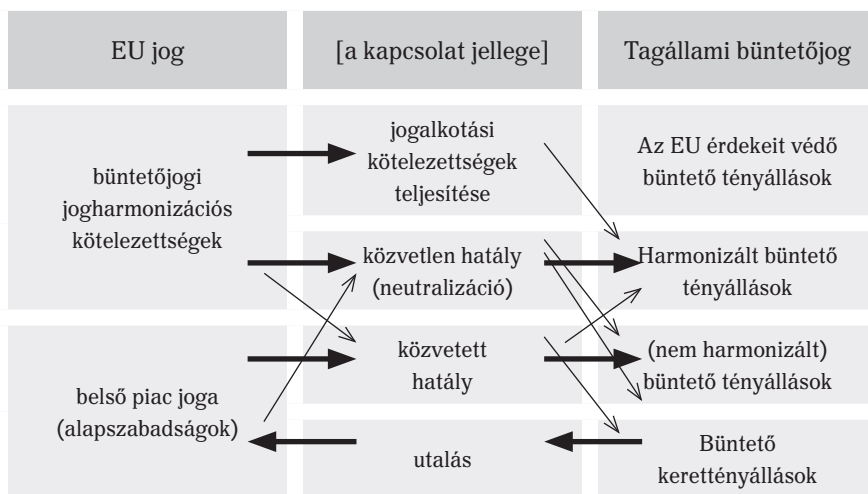 EU jog
[a kapcsolat jellege]
Tagállami büntetőjog
büntetőjogi
jogharmonizációs
kötelezettségek
jogalkotási
kötelezettségek
teljesítése
Az EU érdekeit védő
büntető tényállások
közvetlen hatály
(neutralizáció)
Harmonizált büntető
tényállások
belső piac joga
(alapszabadságok)
közvetett
hatály
(nem harmonizált)
büntető tényállások
utalás
Büntető
kerettényállások